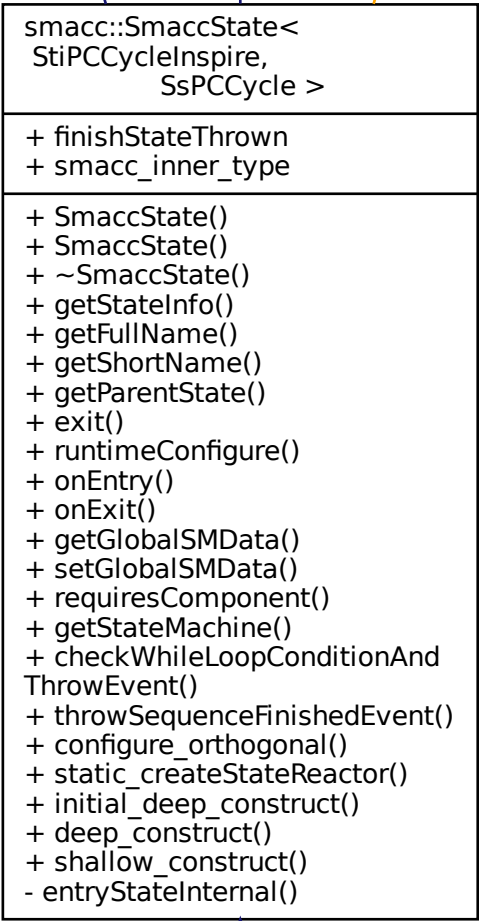 smacc::SmaccState<
StiPCCycleInspire,
SsPCCycle >
+ finishStateThrown
+ smacc_inner_type
+ SmaccState()
+ SmaccState()
+ ~SmaccState()
+ getStateInfo()
+ getFullName()
+ getShortName()
+ getParentState()
+ exit()
+ runtimeConfigure()
+ onEntry()
+ onExit()
+ getGlobalSMData()
+ setGlobalSMData()
+ requiresComponent()
+ getStateMachine()
+ checkWhileLoopConditionAnd
ThrowEvent()
+ throwSequenceFinishedEvent()
+ configure_orthogonal()
+ static_createStateReactor()
+ initial_deep_construct()
+ deep_construct()
+ shallow_construct()
- entryStateInternal()